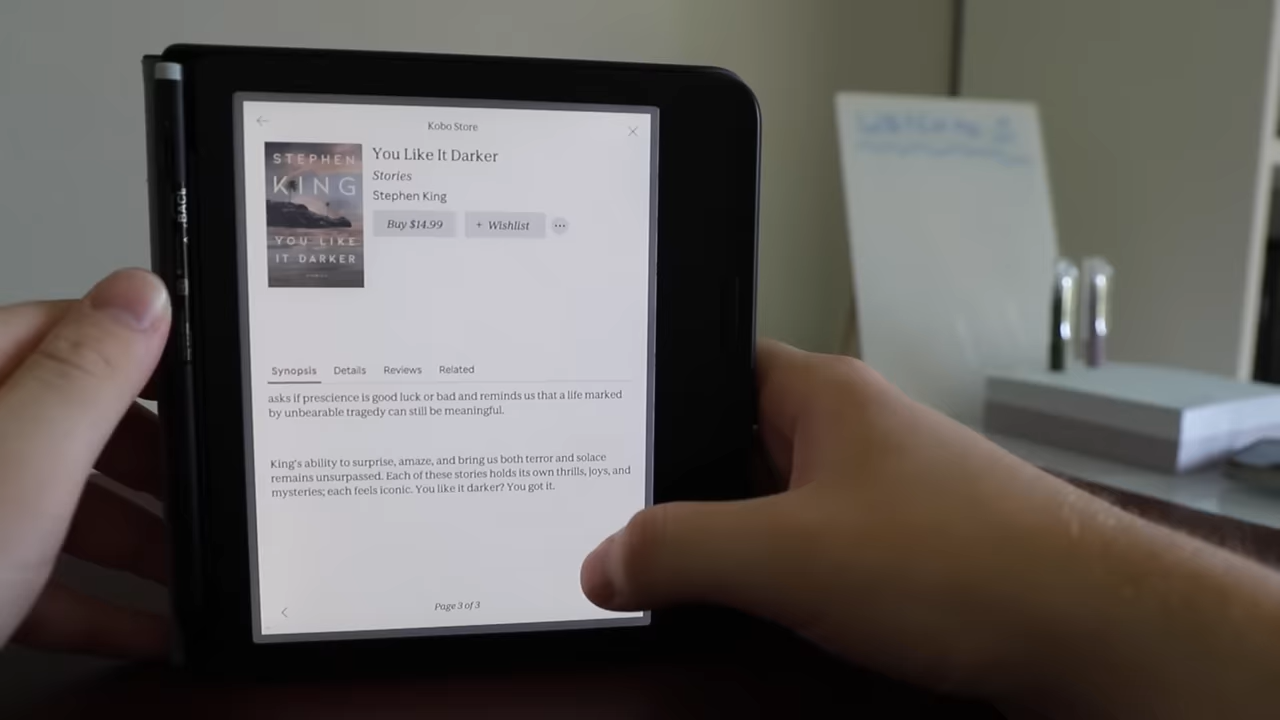 Kobo Store
STEPHEN
KING
YOU LIKE
IT DARKER
You Like It Darker
Stories
Stephen King
Buy $14.99
+ Wishlist
Synopsis Details Reviews Related
asks if prescience is good luck or bad and reminds us that a life marked
by unbearable tragedy can still be meaningful.
King's ability to surprise, amaze, and bring us both terror and solace
remains unsurpassed. Each of these stories holds its own thrills, joys, and
mysteries; each feels iconic. You like it darker? You got it.
Page 3 of 3